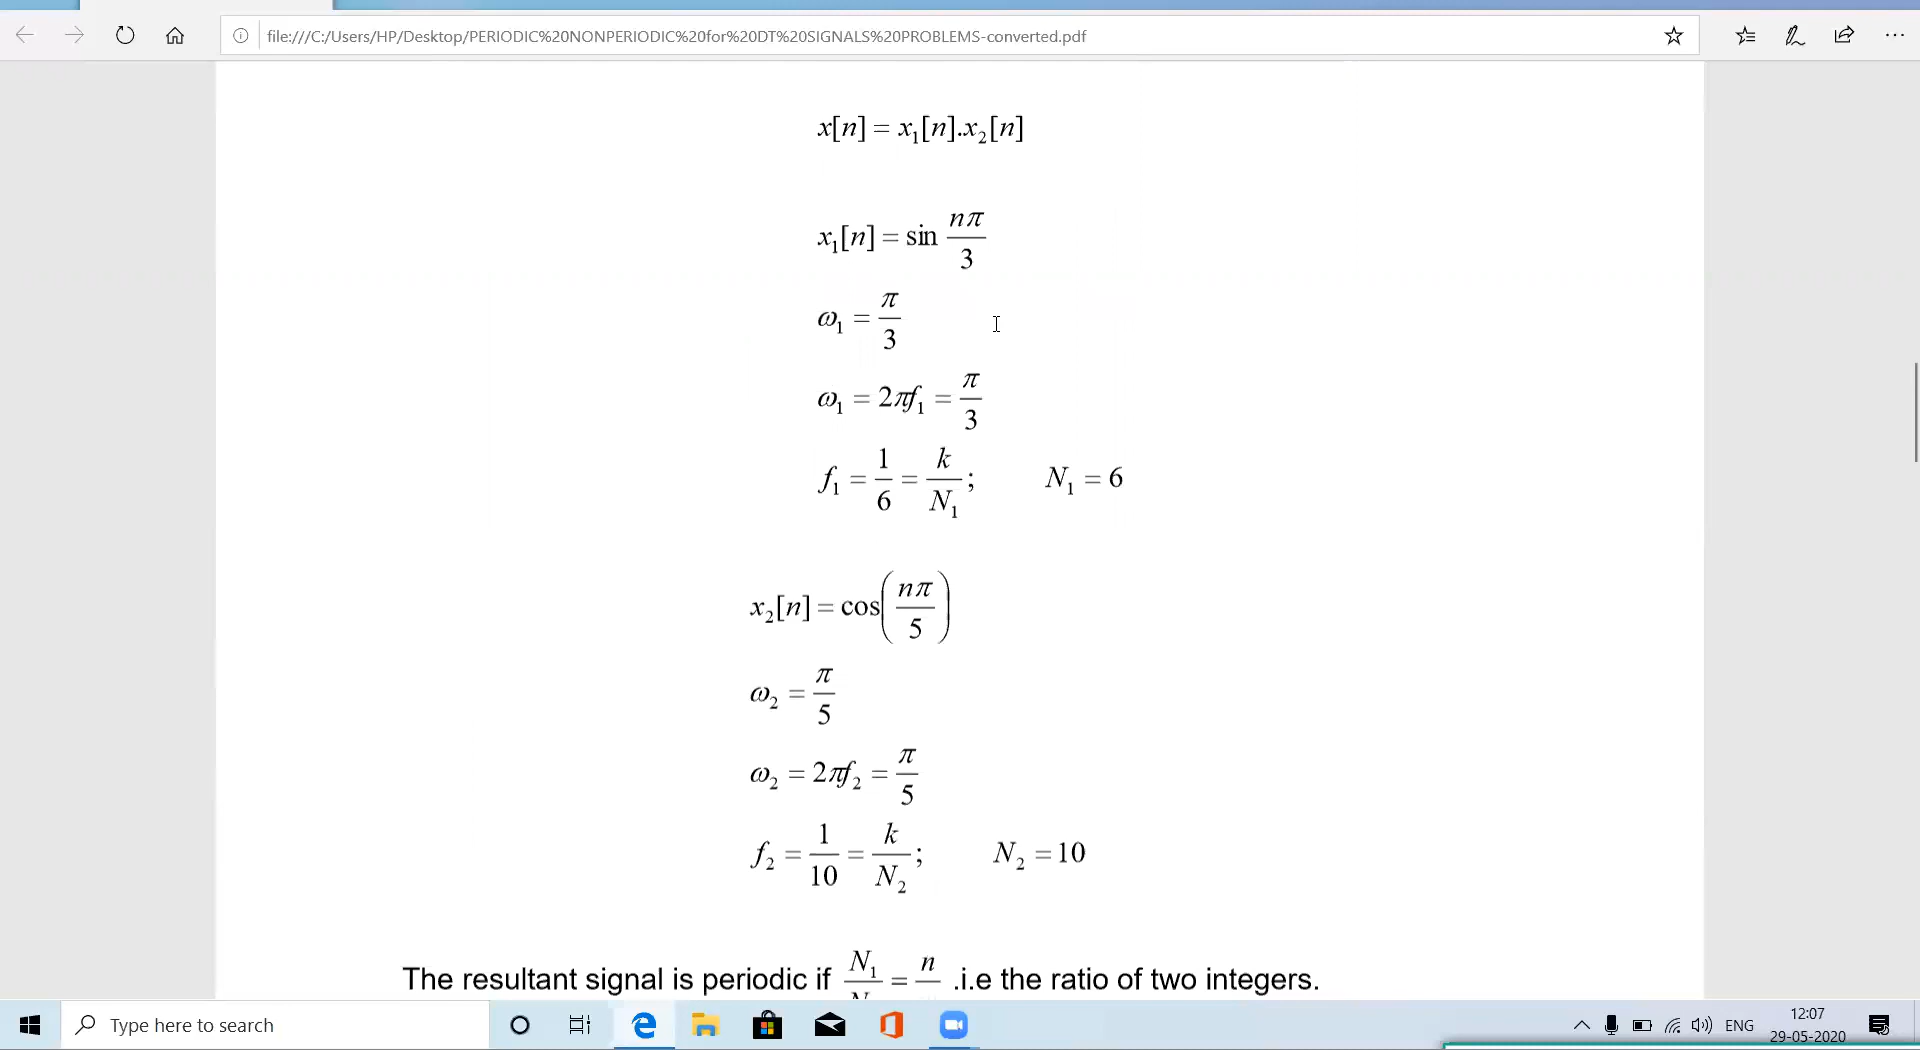 file:///C:/Users/HP/Desktop/PERIODIC%20NONPERIODIC%20for%20DT%20SIGNALS%20PROBLEMS-converted.pdf
x[n] = x₁[n].x₂[n]
x₁[n] = sin nπ/3
ω₁ = π/3
ω₁ = 2πf₁ = π/3
f₁ = 1/6 = k/N₁; N₁ = 6
x₂[n] = cos(nπ/5)
ω₂ = π/5
ω₂ = 2πf₂ = π/5
f₂ = 1/10 = k/N₂; N₂ = 10
The resultant signal is periodic if N₁/ = n/ .i.e the ratio of two integers.
Type here to search
ENG
12:07
29-05-2020